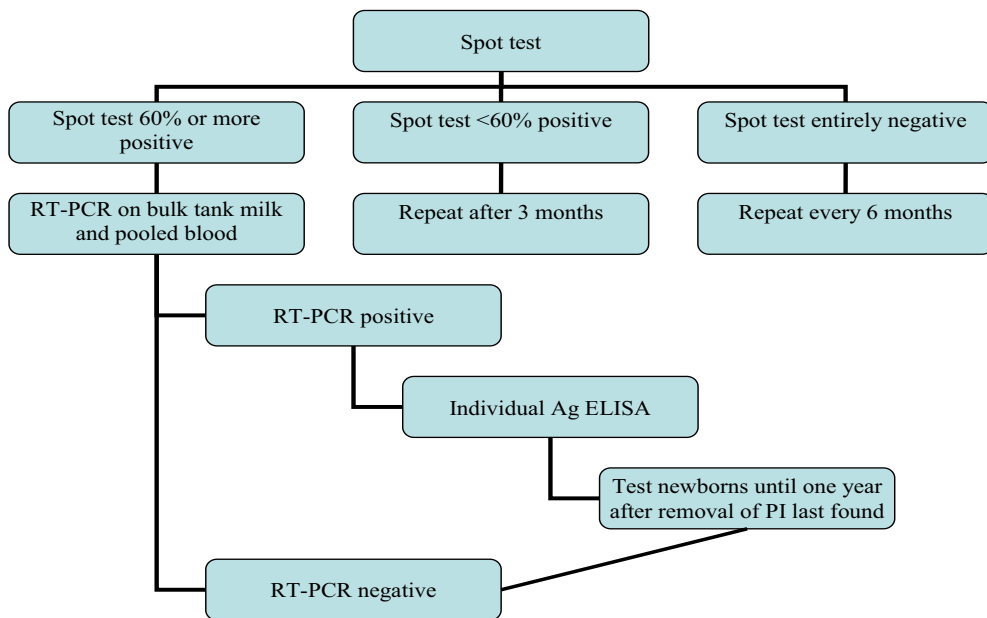 Spot test
Spot test 60% or more
positive
Spot test <60% positive
Spot test entirely negative
RT-PCR on bulk tank milk
and pooled blood
Repeat after 3 months
Repeat every 6 months
RT-PCR positive
Individual Ag ELISA
Test newborns until one year
after removal of PI last found
RT-PCR negative